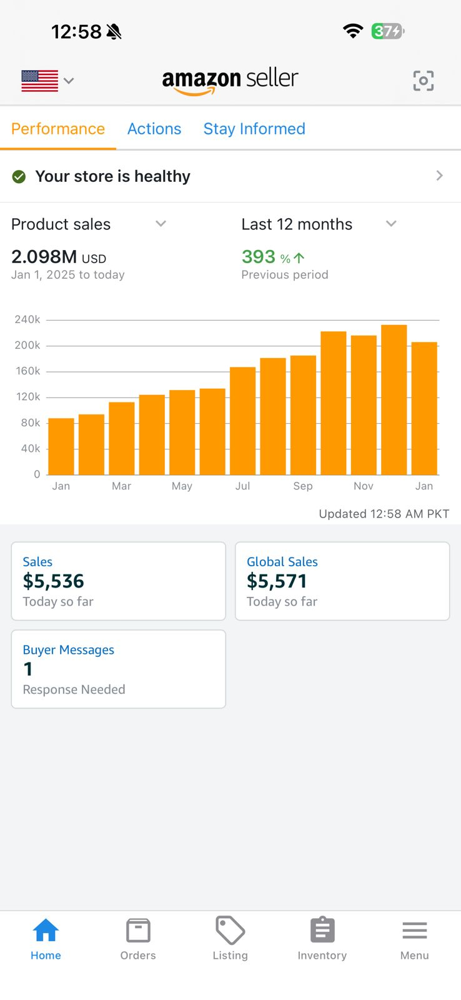 12:58
37
amazon seller
Performance Actions Stay Informed
Your store is healthy
Product sales Last 12 months
2.098M USD 393 %
Jan 1, 2025 to today Previous period
240k
200k
160k
120k
80k
40k
0
Jan Mar May Jul Sep Nov Jan
Updated 12:58 AM PKT
Sales Global Sales
$5,536 $5,571
Today so far Today so far
Buyer Messages
1
Response Needed
Home Orders Listing Inventory Menu